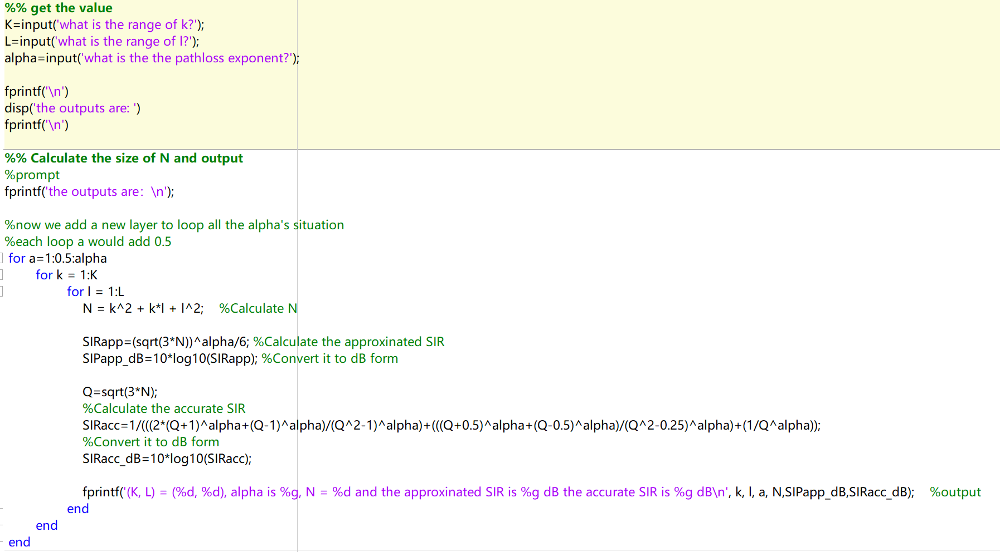 %% get the value
K=input('what is the range of k?');
L=input('what is the range of l?');
alpha=input('what is the the pathloss exponent?');
fprintf('\n')
disp('the outputs are: ')
fprintf('\n')
%% Calculate the size of N and output
%prompt
fprintf('the outputs are:  \n');
%now we add a new layer to loop all the alpha's situation
%each loop a would add 0.5
for a=1:0.5:alpha
for k = 1:K
for l = 1:L
N = k^2 + k*l + l^2;    %Calculate N
SIRapp=(sqrt(3*N))^alpha/6; %Calculate the approxinated SIR
SIPapp_dB=10*log10(SIRapp); %Convert it to dB form
Q=sqrt(3*N);
%Calculate the accurate SIR
SIRacc=1/(((2*(Q+1)^alpha+(Q-1)^alpha)/(Q^2-1)^alpha)+(((Q+0.5)^alpha+(Q-0.5)^alpha)/(Q^2-0.25)^alpha)+(1/Q^alpha));
%Convert it to dB form
SIRacc_dB=10*log10(SIRacc);
fprintf('(K, L) = (%d, %d), alpha is %g, N = %d and the approxinated SIR is %g dB the accurate SIR is %g dB\n', k, l, a, N,SIPapp_dB,SIRacc_dB);    %output
end
end
end